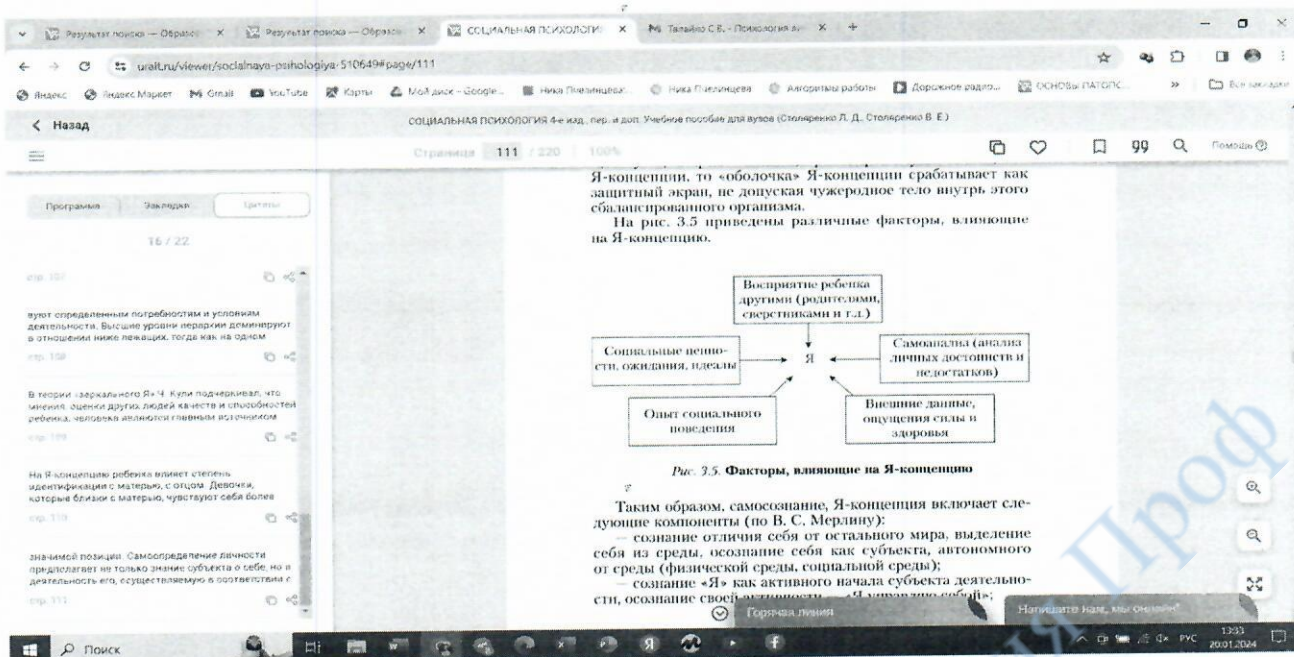 Результат поиска — Образов
Результат поиска — Образов
СОЦИАЛЬНАЯ ПСИХОЛОГИЯ
urait.ru/viewer/socialnaya-psihologiya-510649#page/111
Яндекс
Яндекс Маркет
Gmail
YouTube
Карты
Мой диск - Google...
Ника Пчелинцева...
Ника Пчелинцева
Алгоритмы работы
Дорожное радио...
ОСНОВЫ ПАТОПС...
»
Все закладки
Назад
СОЦИАЛЬНАЯ ПСИХОЛОГИЯ 4-е изд., пер. и доп. Учебное пособие для вузов (Столяренко Л. Д., Столяренко В. Е.)
Страница 111 / 220 100%
Помощь
Программа
Закладки
Цитаты
16 / 22
стр. 107
вуют определенным потребностям и условиям
деятельности. Высшие уровни иерархии доминируют
в отношении ниже лежащих, тогда как на одном
стр. 108
В теории «зеркального Я» Ч. Кули подчеркивал, что
мнения, оценки других людей качеств и способностей
ребенка, человека являются главным источником
стр. 109
На Я-концепцию ребенка влияет степень
идентификации с матерью, с отцом. Девочки,
которые близки с матерью, чувствуют себя более
стр. 110
значимой позиции. Самоопределение личности
предполагает не только знание субъекта о себе, но и
деятельность его, осуществляемую в соответствии с
стр. 111
Я-концепции, то «оболочка» Я-концепции срабатывает как
защитный экран, не допуская чужеродное тело внутрь этого
сбалансированного организма.
На рис. 3.5 приведены различные факторы, влияющие
на Я-концепцию.
Восприятие ребенка
другими (родителями,
сверстниками и т.д.)
Социальные ценно-
сти, ожидания, идеалы
Я
Самоанализ (анализ
личных достоинств и
недостатков)
Опыт социального
поведения
Внешние данные,
ощущения силы и
здоровья
Рис. 3.5. Факторы, влияющие на Я-концепцию
Таким образом, самосознание, Я-концепция включает сле-
дующие компоненты (по В. С. Мерлину):
— сознание отличия себя от остального мира, выделение
себя из среды, осознание себя как субъекта, автономного
от среды (физической среды, социальной среды);
— сознание «Я» как активного начала субъекта деятельно-
сти, осознание своей активности — «Я управляю собой»;
Горячая линия
Напишите нам, мы онлайн!
Поиск
РУС
13:33
20.01.2024
я Проф